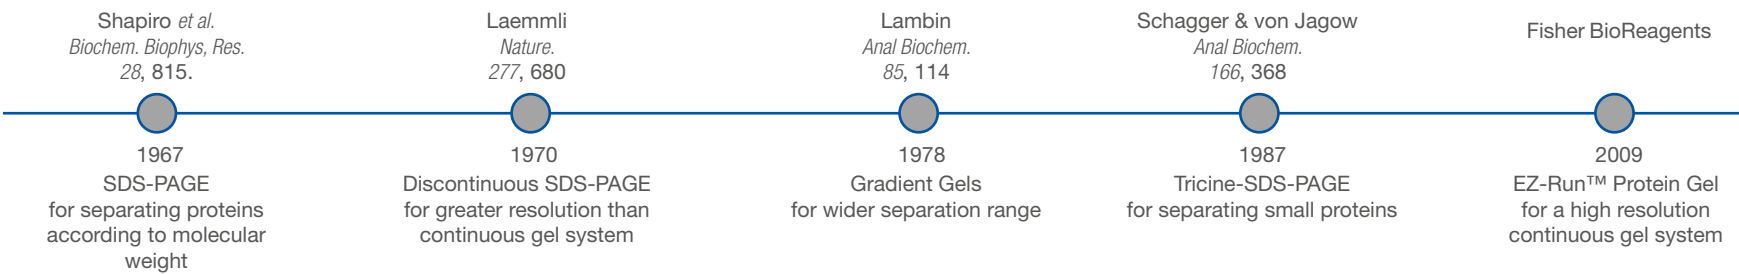 Shapiro et al.
Biochem. Biophys, Res.
28, 815.
1967
SDS-PAGE
for separating proteins
according to molecular
weight
Laemmli
Nature.
277, 680
1970
Discontinuous SDS-PAGE
for greater resolution than
continuous gel system
Lambin
Anal Biochem.
85, 114
1978
Gradient Gels
for wider separation range
Schagger & von Jagow
Anal Biochem.
166, 368
1987
Tricine-SDS-PAGE
for separating small proteins
Fisher BioReagents
2009
EZ-Run™ Protein Gel
for a high resolution
continuous gel system